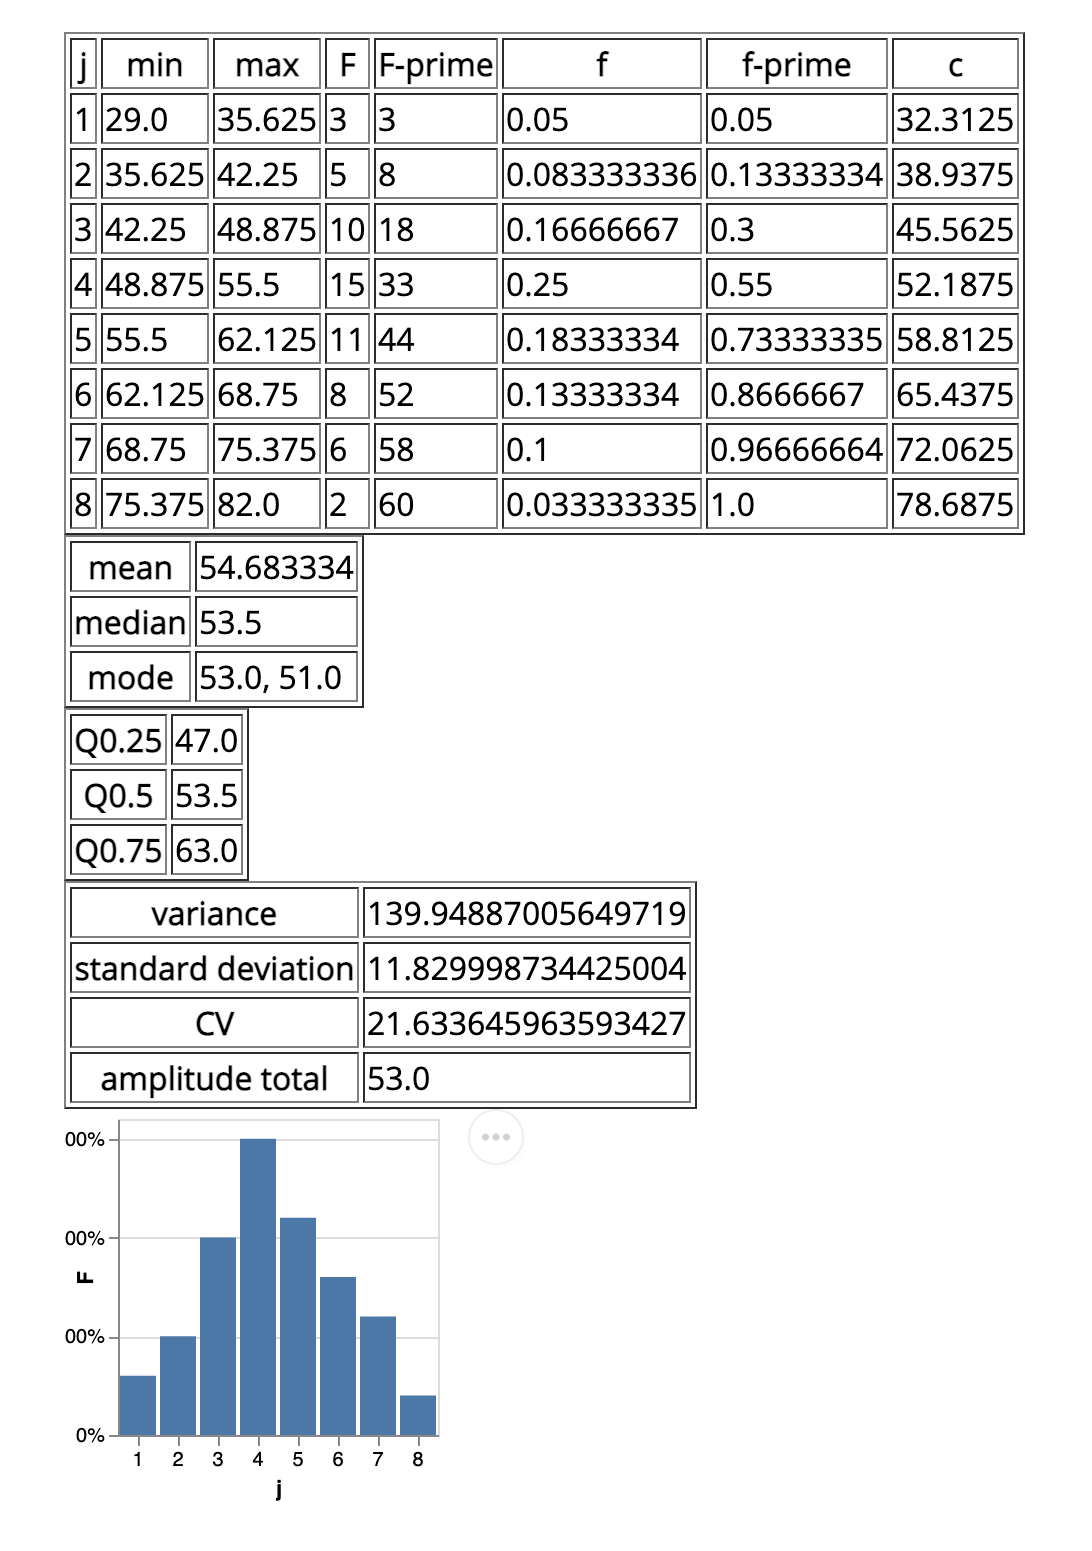 j min max F F-prime f f-prime c
1 29.0 35.625 3 3 0.05 0.05 32.3125
2 35.625 42.25 5 8 0.083333336 0.13333334 38.9375
3 42.25 48.875 10 18 0.16666667 0.3 45.5625
4 48.875 55.5 15 33 0.25 0.55 52.1875
5 55.5 62.125 11 44 0.18333334 0.73333335 58.8125
6 62.125 68.75 8 52 0.13333334 0.8666667 65.4375
7 68.75 75.375 6 58 0.1 0.96666664 72.0625
8 75.375 82.0 2 60 0.033333335 1.0 78.6875
mean 54.683334
median 53.5
mode 53.0, 51.0
Q0.25 47.0
Q0.5 53.5
Q0.75 63.0
variance 139.94887005649719
standard deviation 11.829998734425004
CV 21.633645963593427
amplitude total 53.0
00%
00%
F
00%
0%
1 2 3 4 5 6 7 8
j